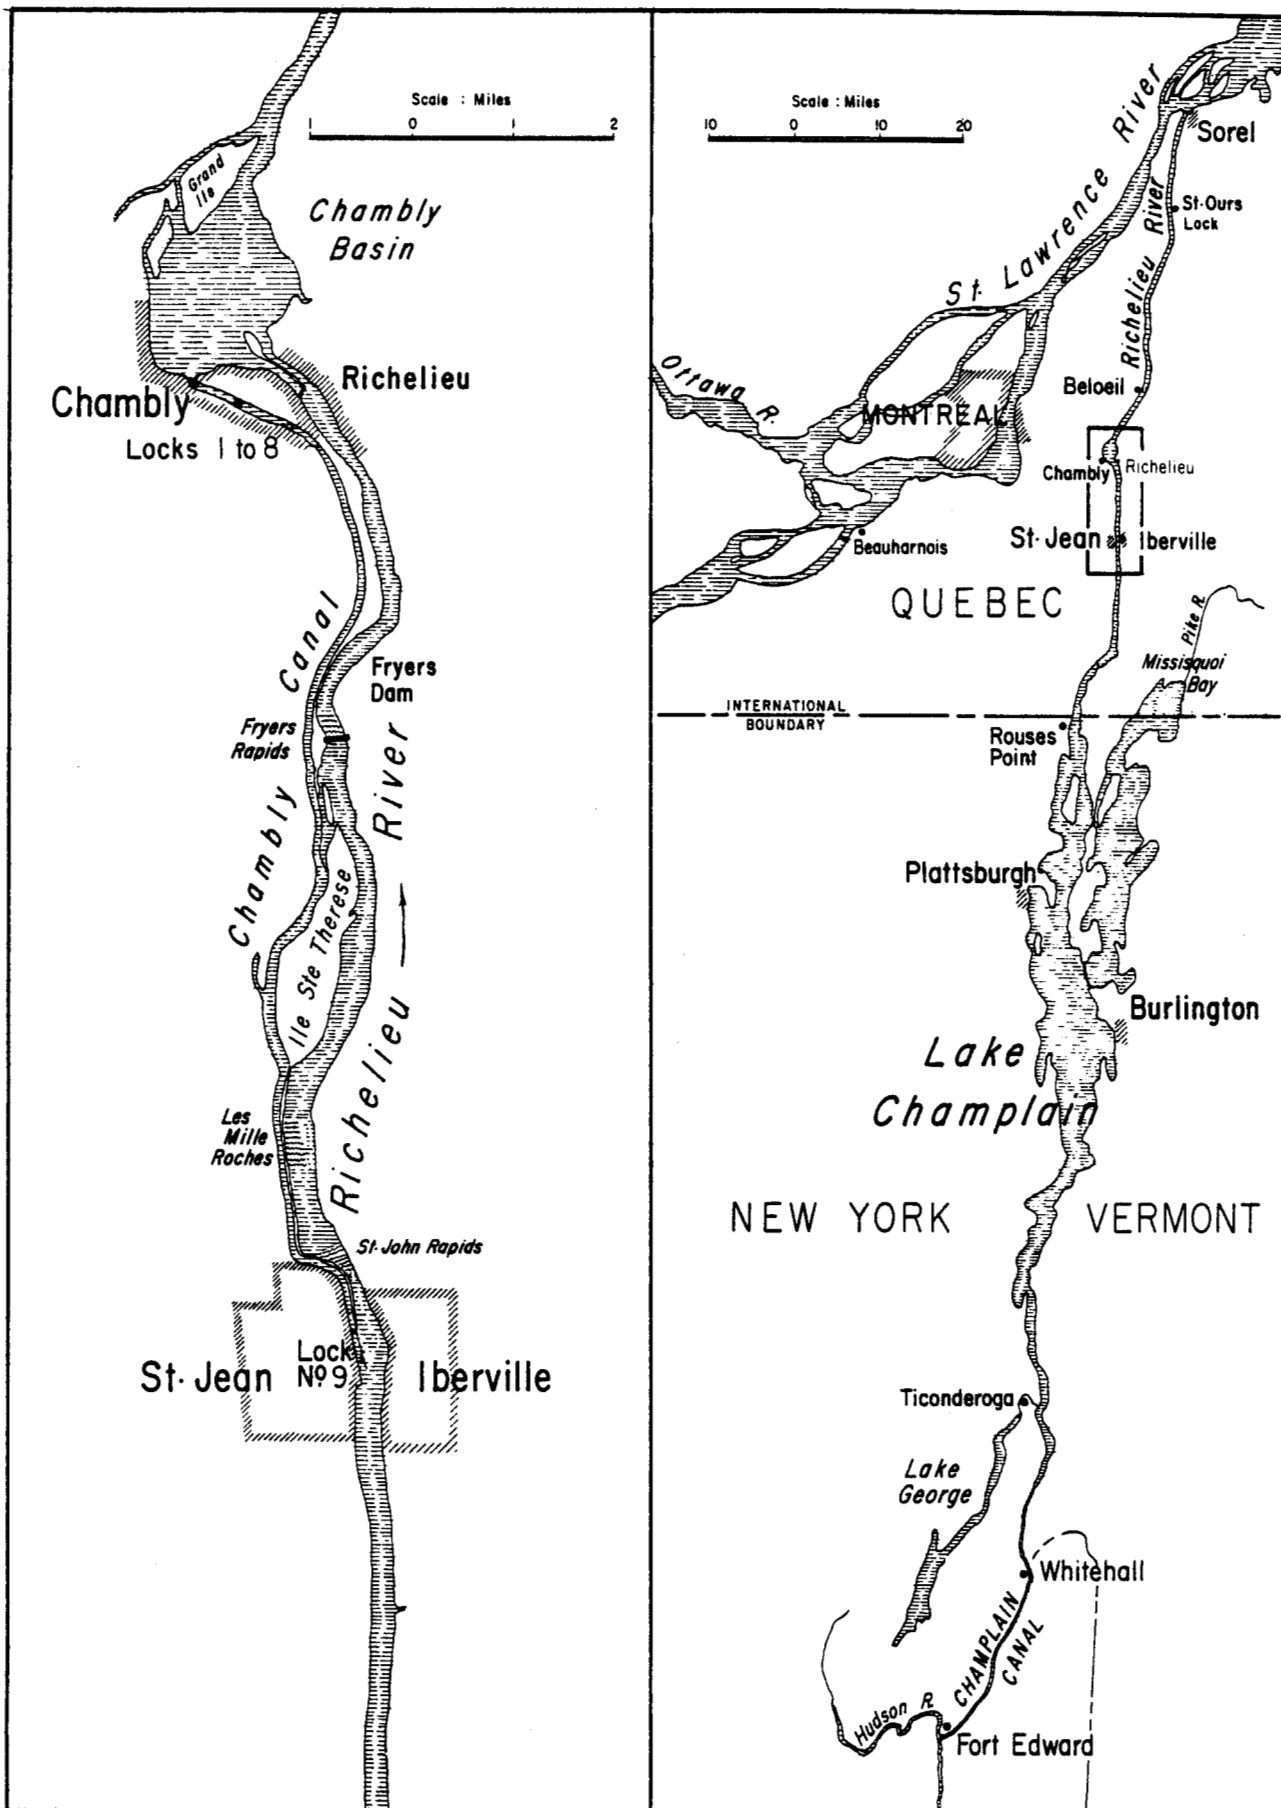 Scale : Miles
1 0 1 2
Grand
Ile
Chambly
Basin
Richelieu
Chambly
Locks 1 to 8
Chambly Canal
Fryers
Dam
Fryers
Rapids
Richelieu River
Ile Ste Therese
Les
Mille
Roches
St. John Rapids
St. Jean
Lock
No 9
Iberville
Scale : Miles
10 0 10 20
St. Lawrence River
Sorel
St. Ours
Lock
Richelieu River
Ottawa R.
Beloeil
MONTREAL
Chambly
Richelieu
St. Jean
Iberville
Beauharnois
QUEBEC
Pike R.
Missisquoi
Bay
INTERNATIONAL
BOUNDARY
Rouses
Point
Plattsburgh
Burlington
Lake
Champlain
NEW YORK
VERMONT
Ticonderoga
Lake
George
Whitehall
CHAMPLAIN
CANAL
Hudson R.
Fort Edward